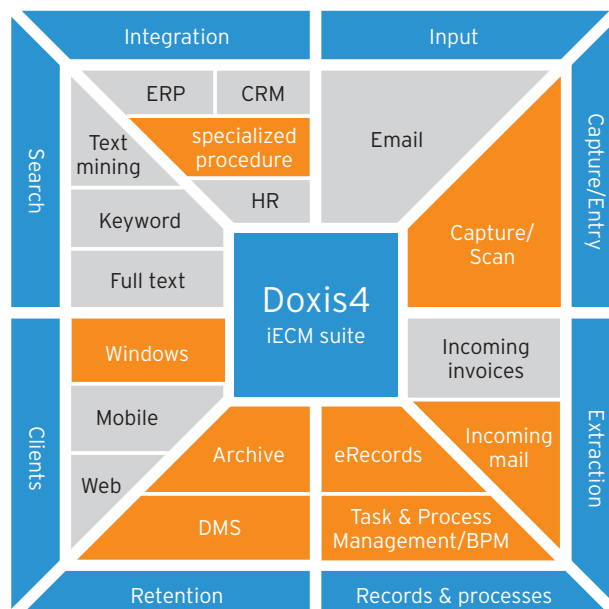 Integration
Input
ERP
CRM
specialized
procedure
HR
Email
Capture/Entry
Search
Text
mining
Keyword
Full text
Capture/
Scan
Doxis4
iECM suite
Windows
Mobile
Web
Clients
Incoming
invoices
Incoming
mail
Extraction
Archive
eRecords
DMS
Task & Process
Management/BPM
Retention
Records & processes